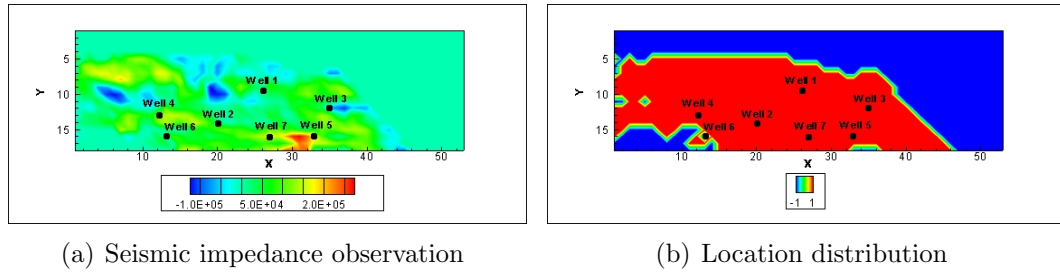 5
10
15
Y
10
20
30
40
50
X
Well 1
Well 3
Well 4
Well 2
Well 6
Well 7
Well 5
-1.0E+05 5.0E+04 2.0E+05
(a) Seismic impedance observation
5
10
15
Y
10
20
30
40
50
X
Well 1
Well 3
Well 4
Well 2
Well 6
Well 7
Well 5
-1 1
(b) Location distribution